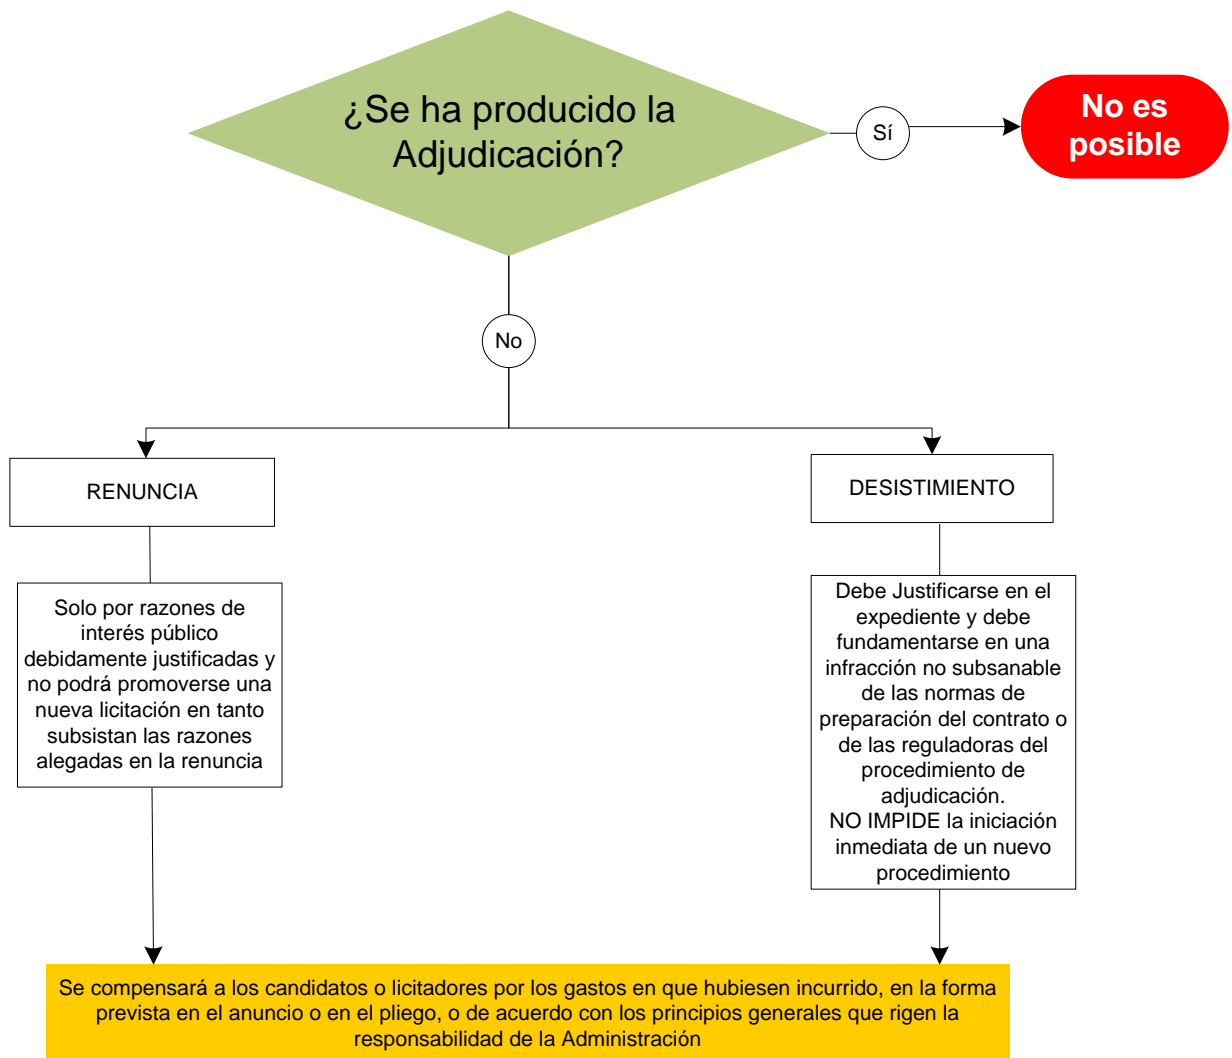 ¿Se ha producido la
Adjudicación?
Sí
No es
posible
No
RENUNCIA
DESISTIMIENTO
Solo por razones de
interés público
debidamente justificadas y
no podrá promoverse una
nueva licitación en tanto
subsistan las razones
alegadas en la renuncia
Debe Justificarse en el
expediente y debe
fundamentarse en una
infracción no subsanable
de las normas de
preparación del contrato o
de las reguladoras del
procedimiento de
adjudicación.
NO IMPIDE la iniciación
inmediata de un nuevo
procedimiento
Se compensará a los candidatos o licitadores por los gastos en que hubiesen incurrido, en la forma
prevista en el anuncio o en el pliego, o de acuerdo con los principios generales que rigen la
responsabilidad de la Administración